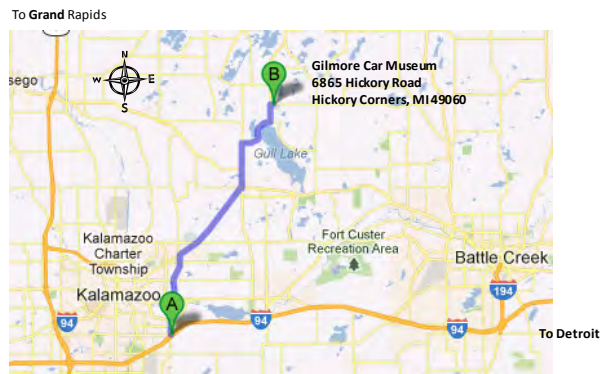 To Grand Rapids
N
W E
S
sego
B
Gilmore Car Museum
6865 Hickory Road
Hickory Corners, MI 49060
Gull Lake
Kalamazoo
Charter
Township
Fort Custer
Recreation Area
Battle Creek
Kalamazoo
A
194
94
94
94
To Detroit